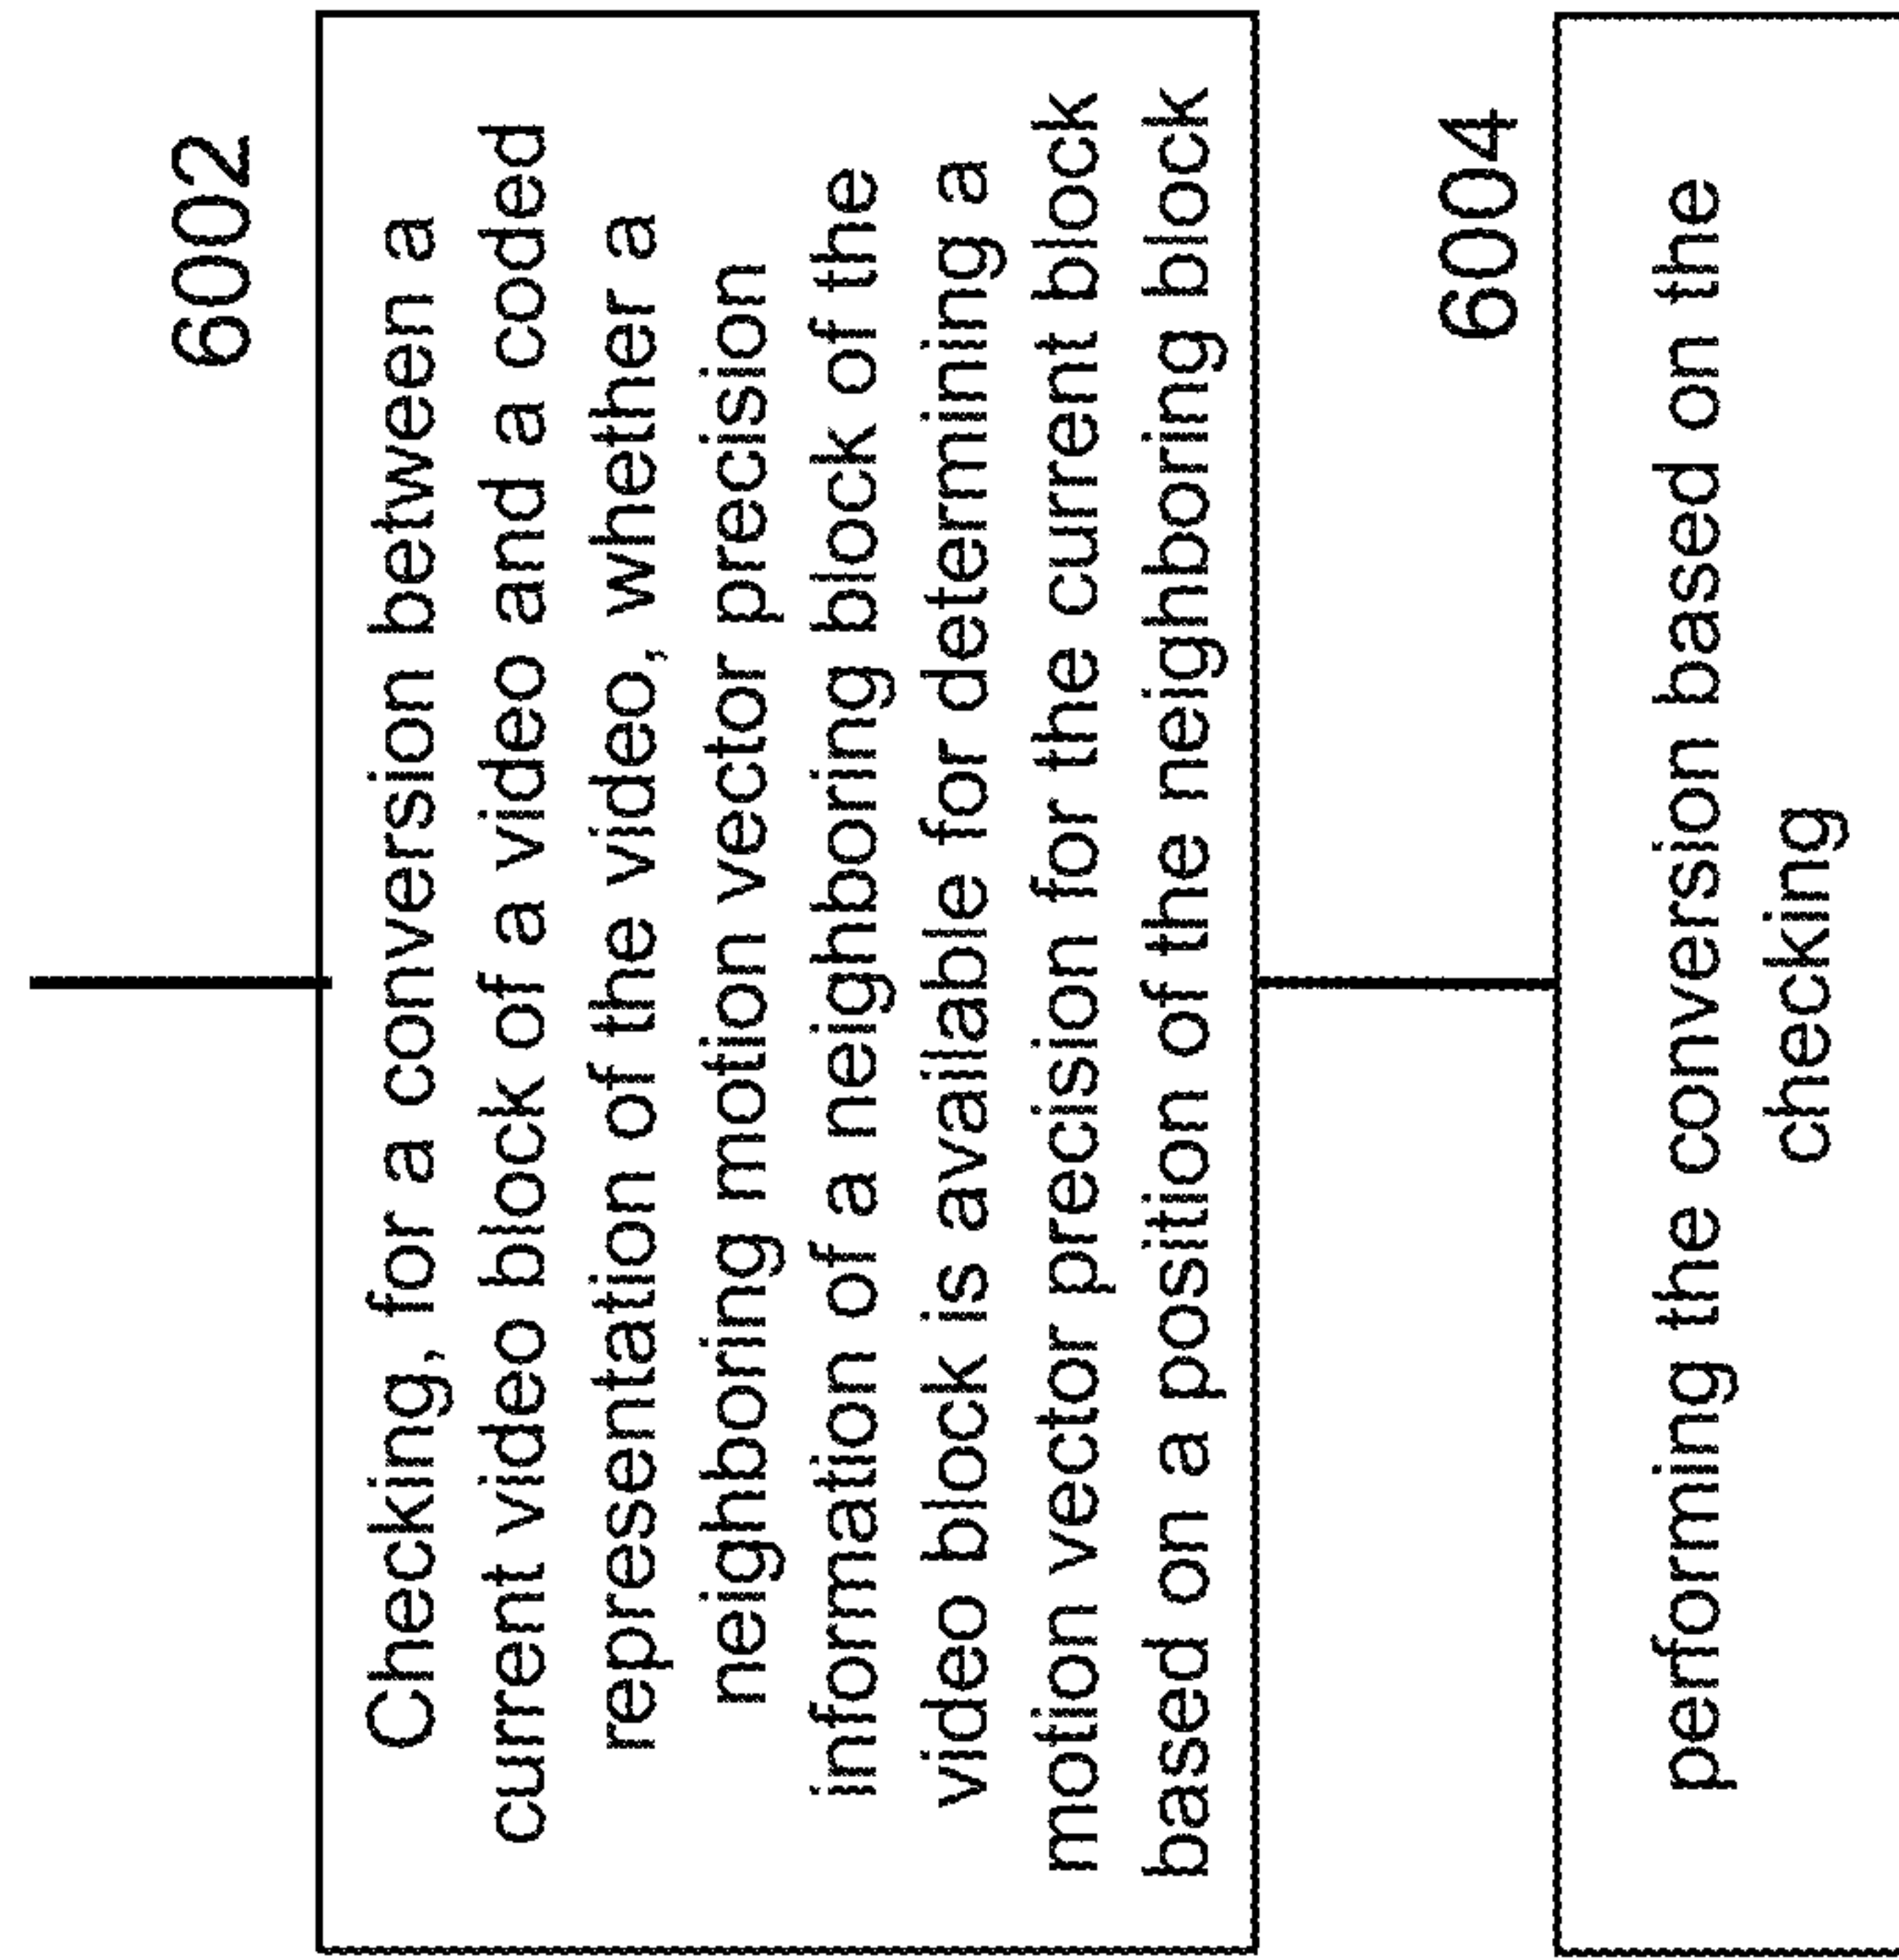 6002
Checking, for a conversion between a
current video block of a video and a coded
representation of the video, whether a
neighboring motion vector precision
information of a neighboring block of the
video block is available for determining a
motion vector precision for the current block
based on a position of the neighboring block
6004
performing the conversion based on the
checking